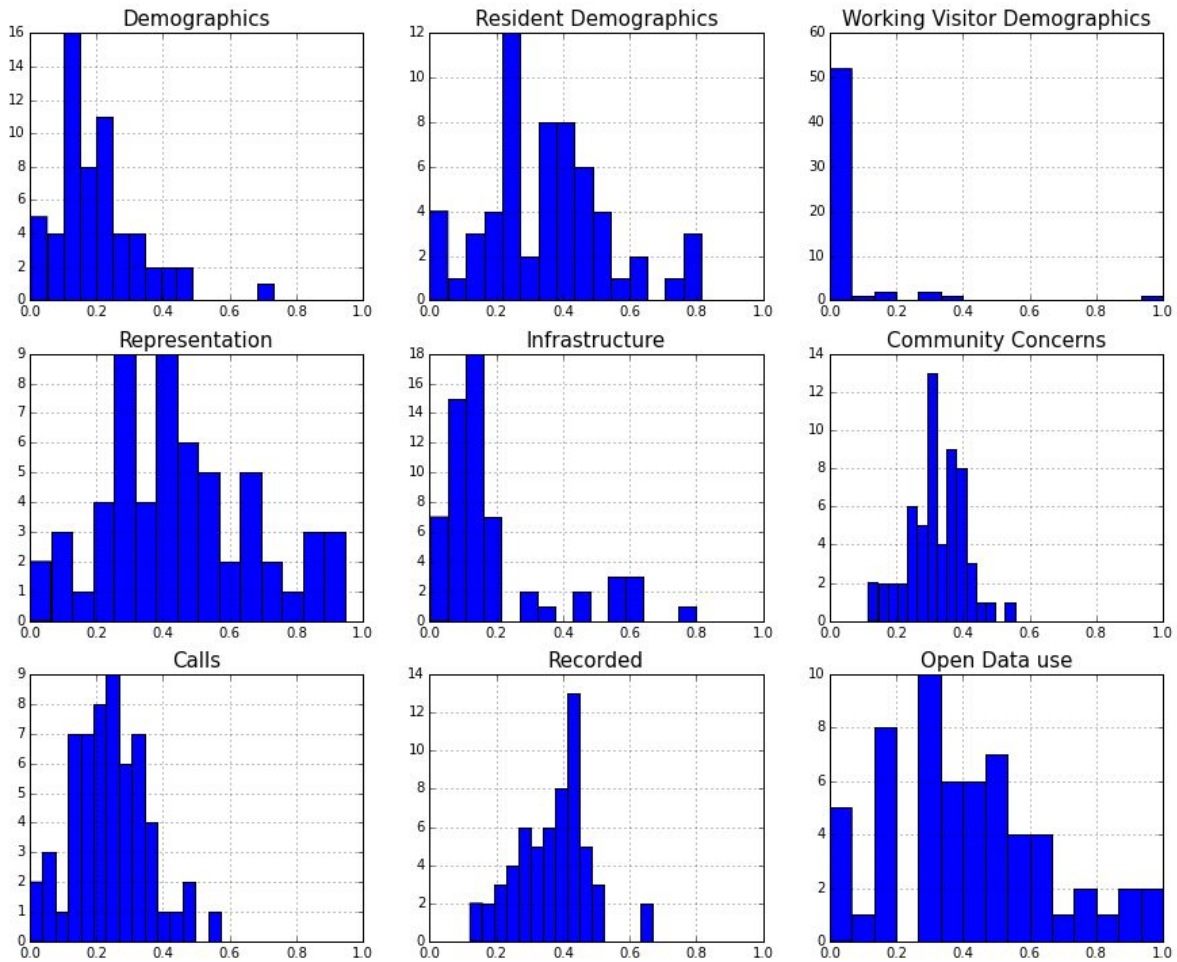 Demographics Resident Demographics Working Visitor Demographics
16 12 60
14 10 50
12 8 40
10 6 30
8 4 20
6 2 10
4 0 0
2
0
0.0 0.2 0.4 0.6 0.8 1.0 0.0 0.2 0.4 0.6 0.8 1.0 0.0 0.2 0.4 0.6 0.8 1.0
Representation Infrastructure Community Concerns
9 18 14
8 16 12
7 14 10
6 12 8
5 10 6
4 8 4
3 6 2
2 4 0
1 2
0 0
0.0 0.2 0.4 0.6 0.8 1.0 0.0 0.2 0.4 0.6 0.8 1.0 0.0 0.2 0.4 0.6 0.8 1.0
Calls Recorded Open Data use
9 14 10
8 12 8
7 10 6
6 8 4
5 6 2
4 4 0
3 2
2 0
1
0
0.0 0.2 0.4 0.6 0.8 1.0 0.0 0.2 0.4 0.6 0.8 1.0 0.0 0.2 0.4 0.6 0.8 1.0